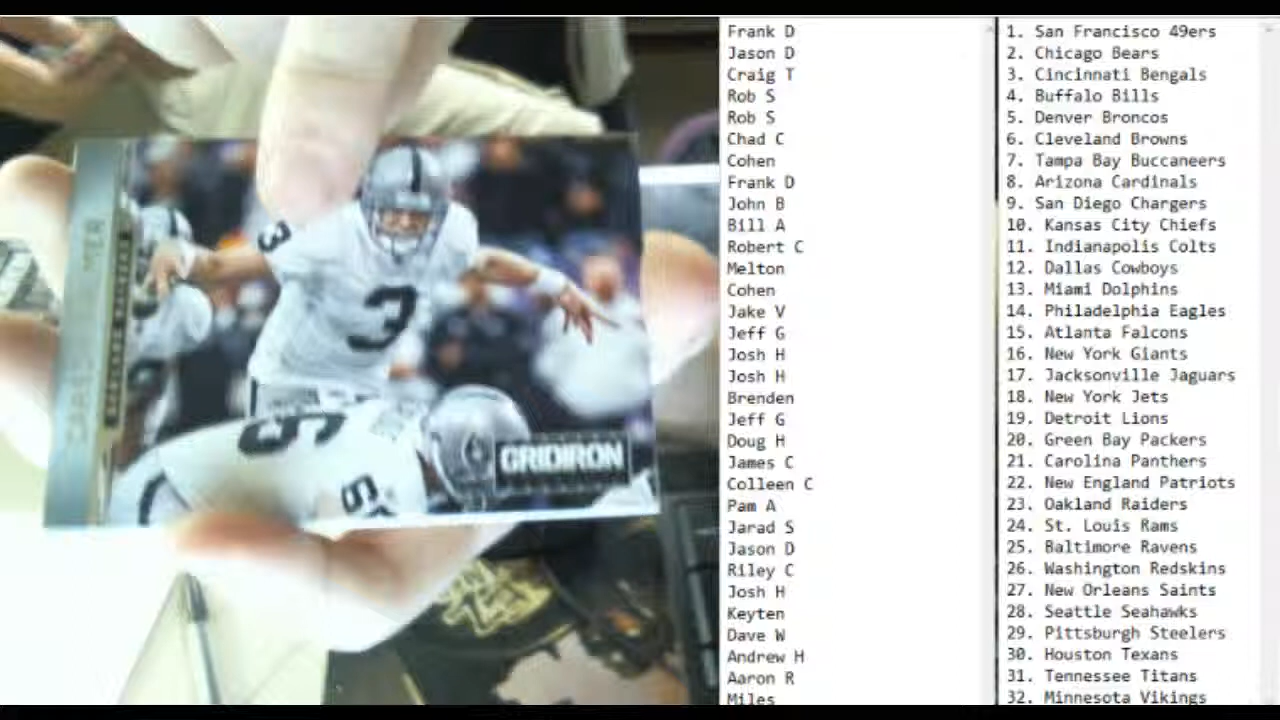 3
3
GRIDIRON
Frank D
Jason D
Craig T
Rob S
Rob S
Chad C
Cohen
Frank D
John B
Bill A
Robert C
Melton
Cohen
Jake V
Jeff G
Josh H
Josh H
Brenden
Jeff G
Doug H
James C
Colleen C
Pam A
Jarad S
Jason D
Riley C
Josh H
Keyten
Dave W
Andrew H
Aaron R
Miles
1. San Francisco 49ers
2. Chicago Bears
3. Cincinnati Bengals
4. Buffalo Bills
5. Denver Broncos
6. Cleveland Browns
7. Tampa Bay Buccaneers
8. Arizona Cardinals
9. San Diego Chargers
10. Kansas City Chiefs
11. Indianapolis Colts
12. Dallas Cowboys
13. Miami Dolphins
14. Philadelphia Eagles
15. Atlanta Falcons
16. New York Giants
17. Jacksonville Jaguars
18. New York Jets
19. Detroit Lions
20. Green Bay Packers
21. Carolina Panthers
22. New England Patriots
23. Oakland Raiders
24. St. Louis Rams
25. Baltimore Ravens
26. Washington Redskins
27. New Orleans Saints
28. Seattle Seahawks
29. Pittsburgh Steelers
30. Houston Texans
31. Tennessee Titans
32. Minnesota Vikings